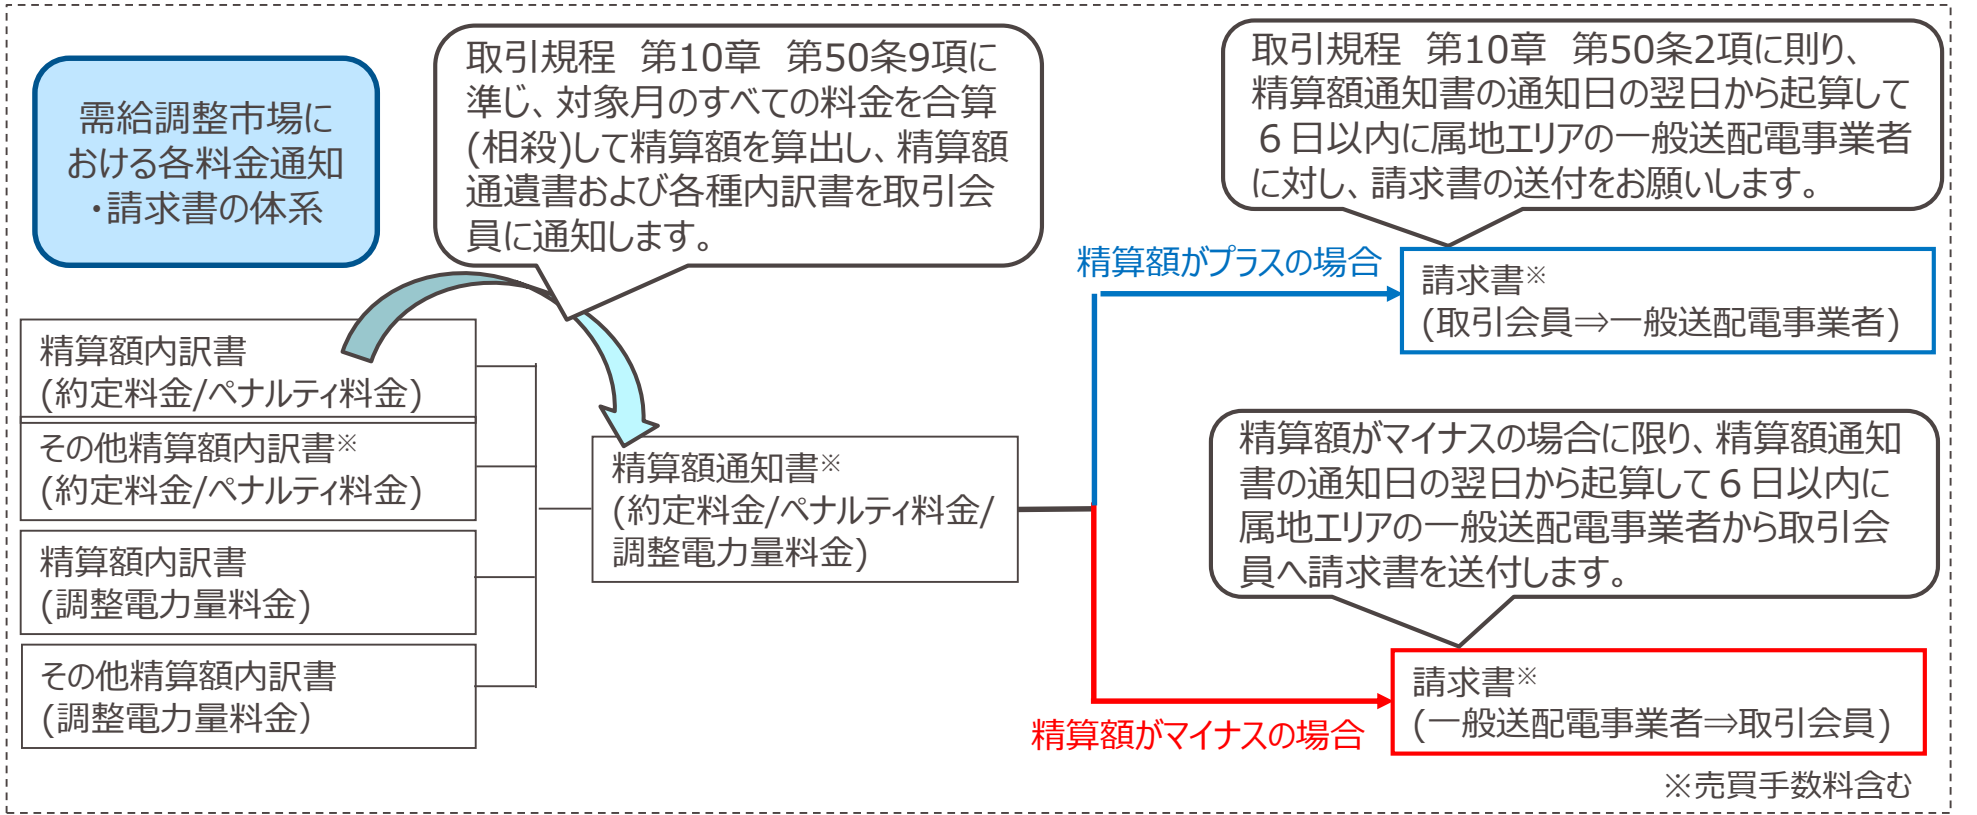 需給調整市場に
おける各料金通知
・請求書の体系
取引規程 第10章 第50条9項に
準じ、対象月のすべての料金を合算
(相殺)して精算額を算出し、精算額
通遺書および各種内訳書を取引会
員に通知します。
取引規程 第10章 第50条2項に則り、
精算額通知書の通知日の翌日から起算して
６日以内に属地エリアの一般送配電事業者
に対し、請求書の送付をお願いします。
精算額がプラスの場合
請求書※
(取引会員⇒一般送配電事業者)
精算額内訳書
(約定料金/ペナルティ料金)
その他精算額内訳書※
(約定料金/ペナルティ料金)
精算額内訳書
(調整電力量料金)
その他精算額内訳書
(調整電力量料金）
精算額通知書※
(約定料金/ペナルティ料金/
調整電力量料金)
精算額がマイナスの場合に限り、精算額通知
書の通知日の翌日から起算して６日以内に
属地エリアの一般送配電事業者から取引会
員へ請求書を送付します。
精算額がマイナスの場合
請求書※
(一般送配電事業者⇒取引会員)
※売買手数料含む